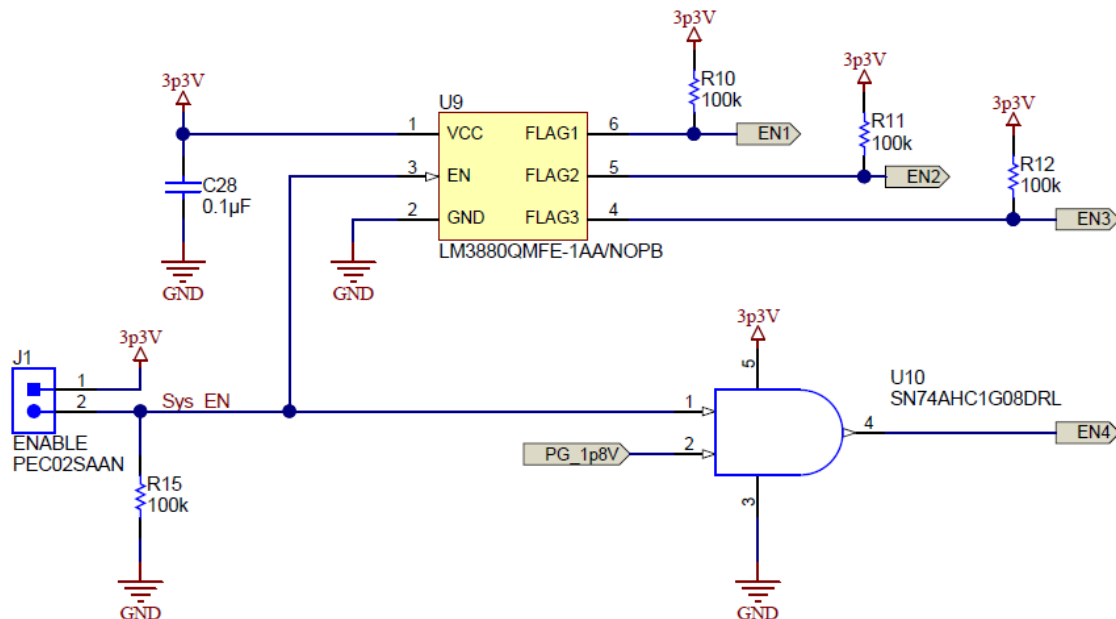 3p3V
R10
100k
3p3V
R11
100k
3p3V
R12
100k
3p3V
U9
1 VCC FLAG1 6 EN1
3 EN FLAG2 5 EN2
2 GND FLAG3 4 EN3
LM3880QMFE-1AA/NOPB
C28
0.1µF
GND
GND
J1
3p3V
1
2
Sys_EN
ENABLE
PEC02SAAN
R15
100k
GND
3p3V
5
U10
SN74AHC1G08DRL
1
PG_1p8V 2
4 EN4
3
GND